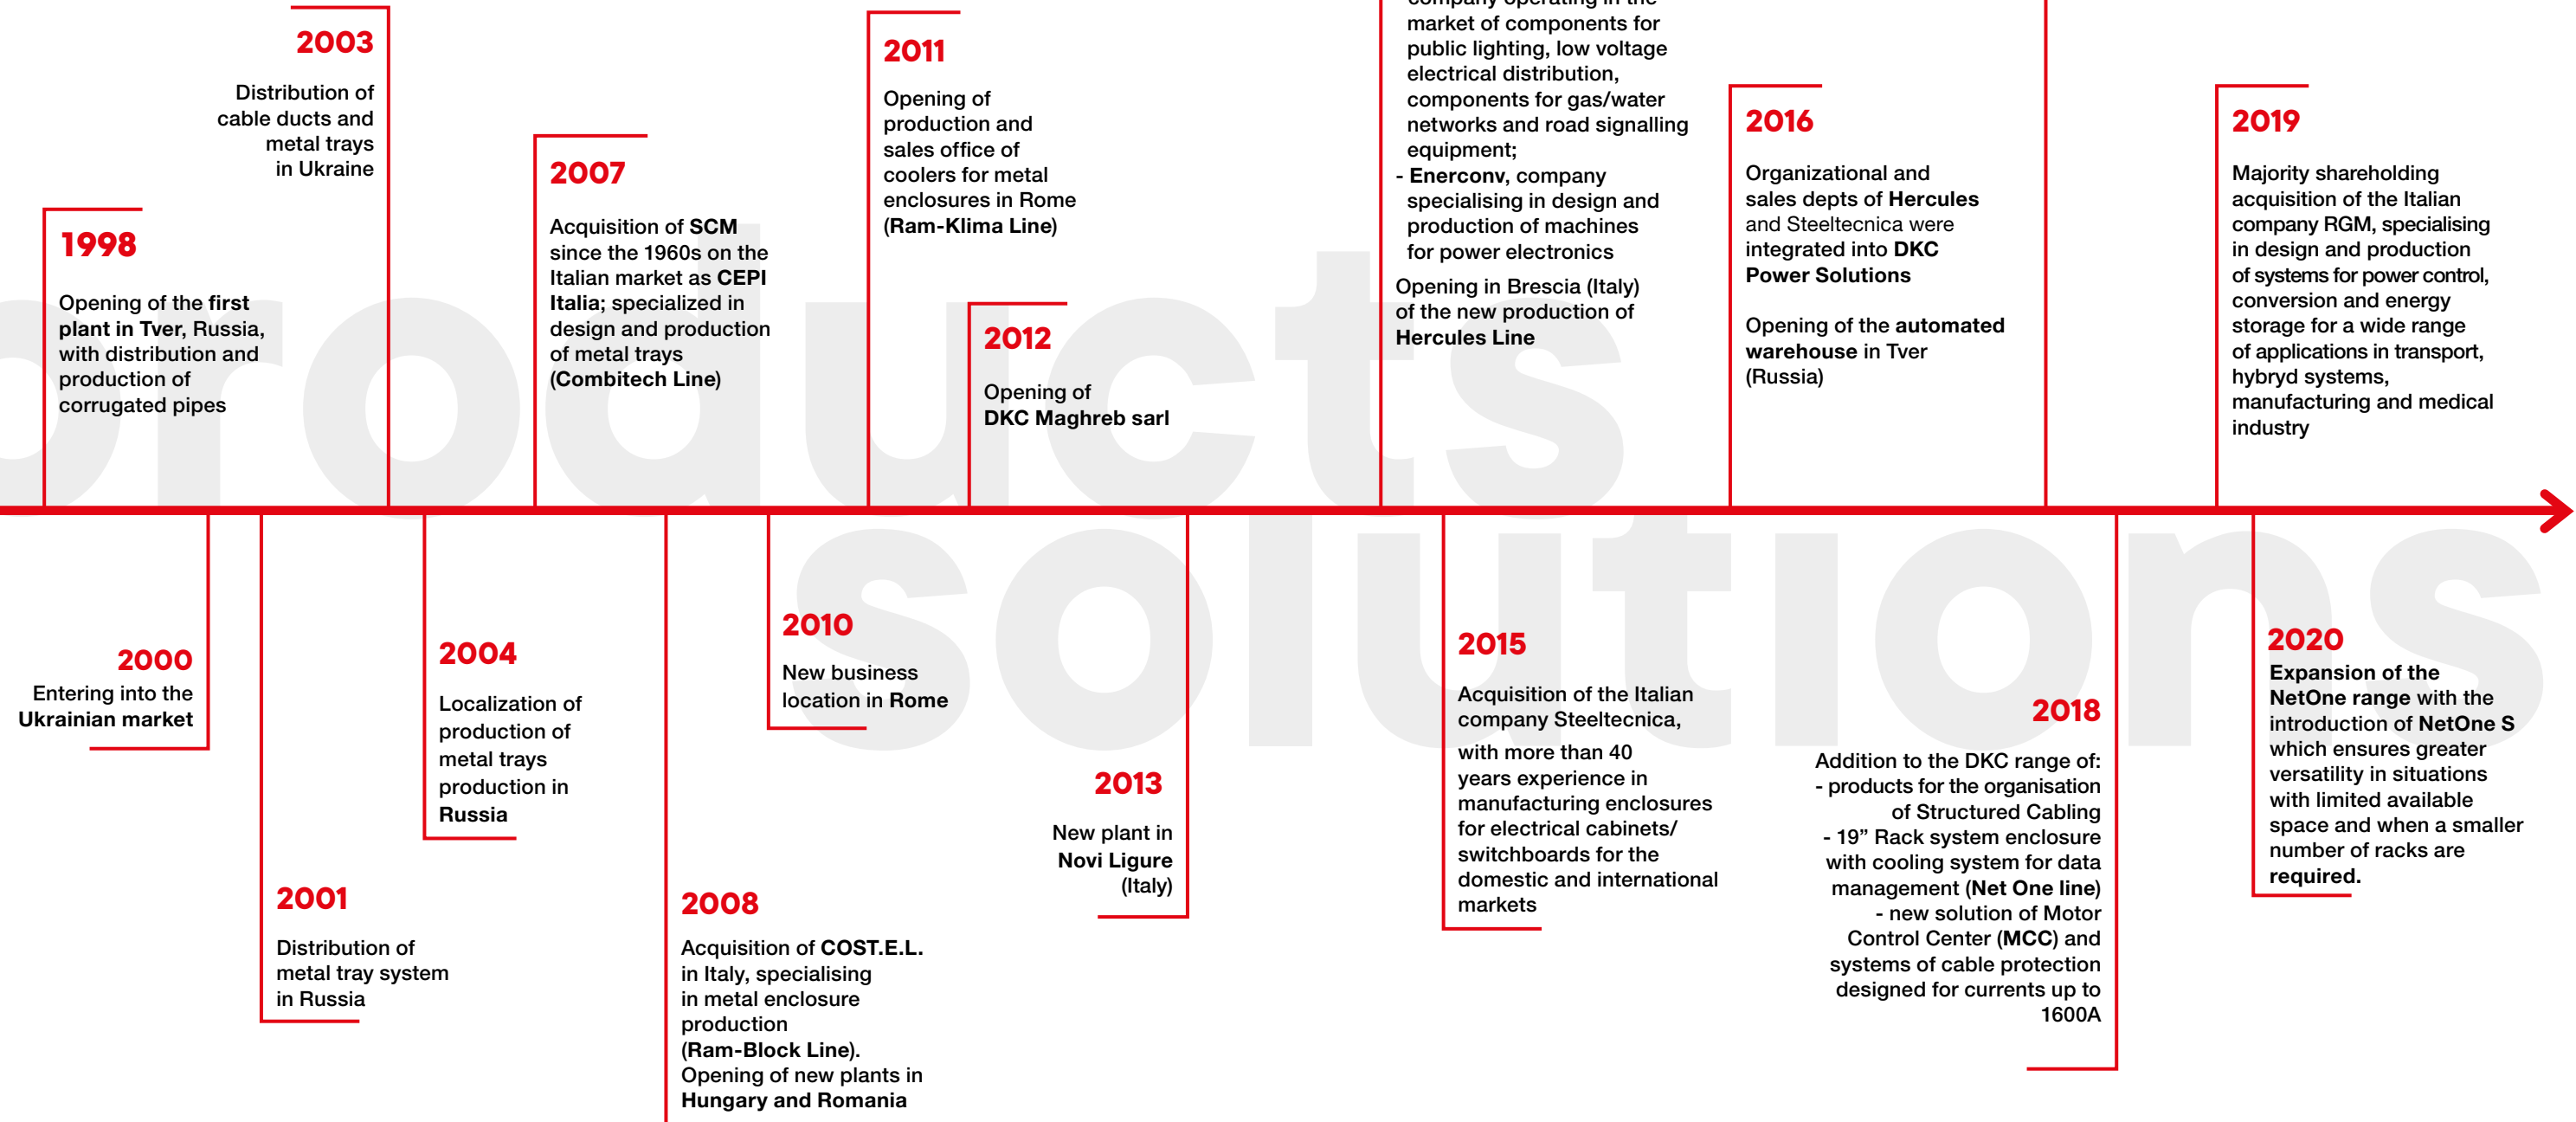 2003
Distribution of
cable ducts and
metal trays
in Ukraine
1998
Opening of the first
plant in Tver, Russia,
with distribution and
production of
corrugated pipes
2007
Acquisition of SCM
since the 1960s on the
Italian market as CEPI
Italia; specialized in
design and production
of metal trays
(Combitech Line)
2011
Opening of
production and
sales office of
coolers for metal
enclosures in Rome
(Ram-Klima Line)
2012
Opening of
DKC Maghreb sarl
company operating in the
market of components for
public lighting, low voltage
electrical distribution,
components for gas/water
networks and road signalling
equipment;
- Enerconv, company
specialising in design and
production of machines
for power electronics
Opening in Brescia (Italy)
of the new production of
Hercules Line
2016
Organizational and
sales depts of Hercules
and Steeltecnica were
integrated into DKC
Power Solutions
Opening of the automated
warehouse in Tver
(Russia)
2019
Majority shareholding
acquisition of the Italian
company RGM, specialising
in design and production
of systems for power control,
conversion and energy
storage for a wide range
of applications in transport,
hybryd systems,
manufacturing and medical
industry
products
solutions
2000
Entering into the
Ukrainian market
2001
Distribution of
metal tray system
in Russia
2004
Localization of
production of
metal trays
production in
Russia
2008
Acquisition of COST.E.L.
in Italy, specialising
in metal enclosure
production
(Ram-Block Line).
Opening of new plants in
Hungary and Romania
2010
New business
location in Rome
2013
New plant in
Novi Ligure
(Italy)
2015
Acquisition of the Italian
company Steeltecnica,
with more than 40
years experience in
manufacturing enclosures
for electrical cabinets/
switchboards for the
domestic and international
markets
2018
Addition to the DKC range of:
- products for the organisation
of Structured Cabling
- 19” Rack system enclosure
with cooling system for data
management (Net One line)
- new solution of Motor
Control Center (MCC) and
systems of cable protection
designed for currents up to
1600A
2020
Expansion of the
NetOne range with the
introduction of NetOne S
which ensures greater
versatility in situations
with limited available
space and when a smaller
number of racks are
required.